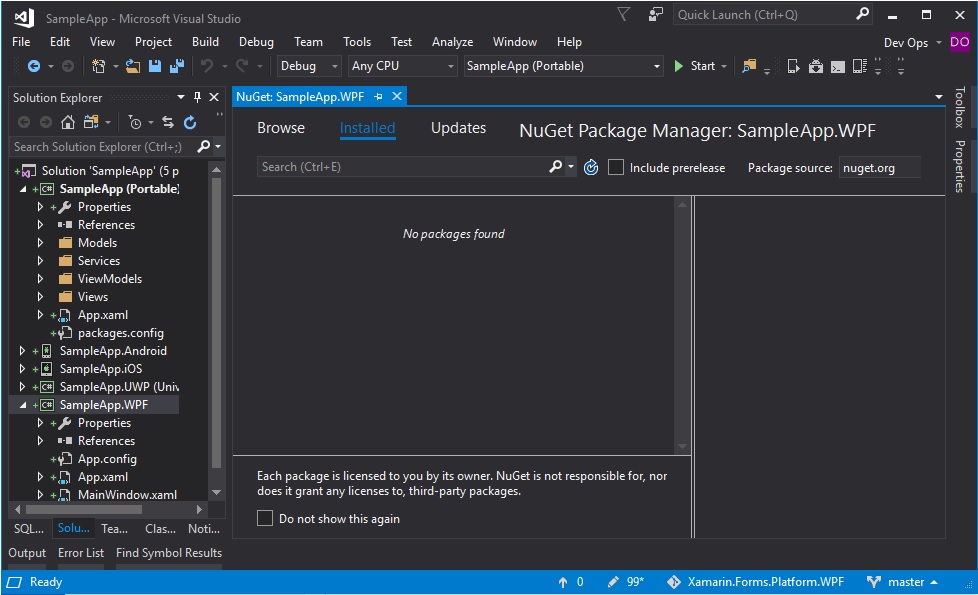 SampleApp - Microsoft Visual Studio
Quick Launch (Ctrl+Q)
File Edit View Project Build Debug Team Tools Test Analyze Window Help
Dev Ops DO
Debug Any CPU SampleApp (Portable) Start
Solution Explorer
NuGet: SampleApp.WPF
Toolbox
Properties
Search Solution Explorer (Ctrl+;)
Solution 'SampleApp' (5 p
SampleApp (Portable)
Properties
References
Models
Services
ViewModels
Views
App.xaml
packages.config
SampleApp.Android
SampleApp.iOS
SampleApp.UWP (Univ
SampleApp.WPF
Properties
References
App.config
App.xaml
MainWindow.xaml
SQL... Solu... Tea... Clas... Noti...
Browse Installed Updates
NuGet Package Manager: SampleApp.WPF
Search (Ctrl+E)
Include prerelease
Package source: nuget.org
No packages found
Each package is licensed to you by its owner. NuGet is not responsible for, nor
does it grant any licenses to, third-party packages.
Do not show this again
Output Error List Find Symbol Results
Ready
0 99* Xamarin.Forms.Platform.WPF master